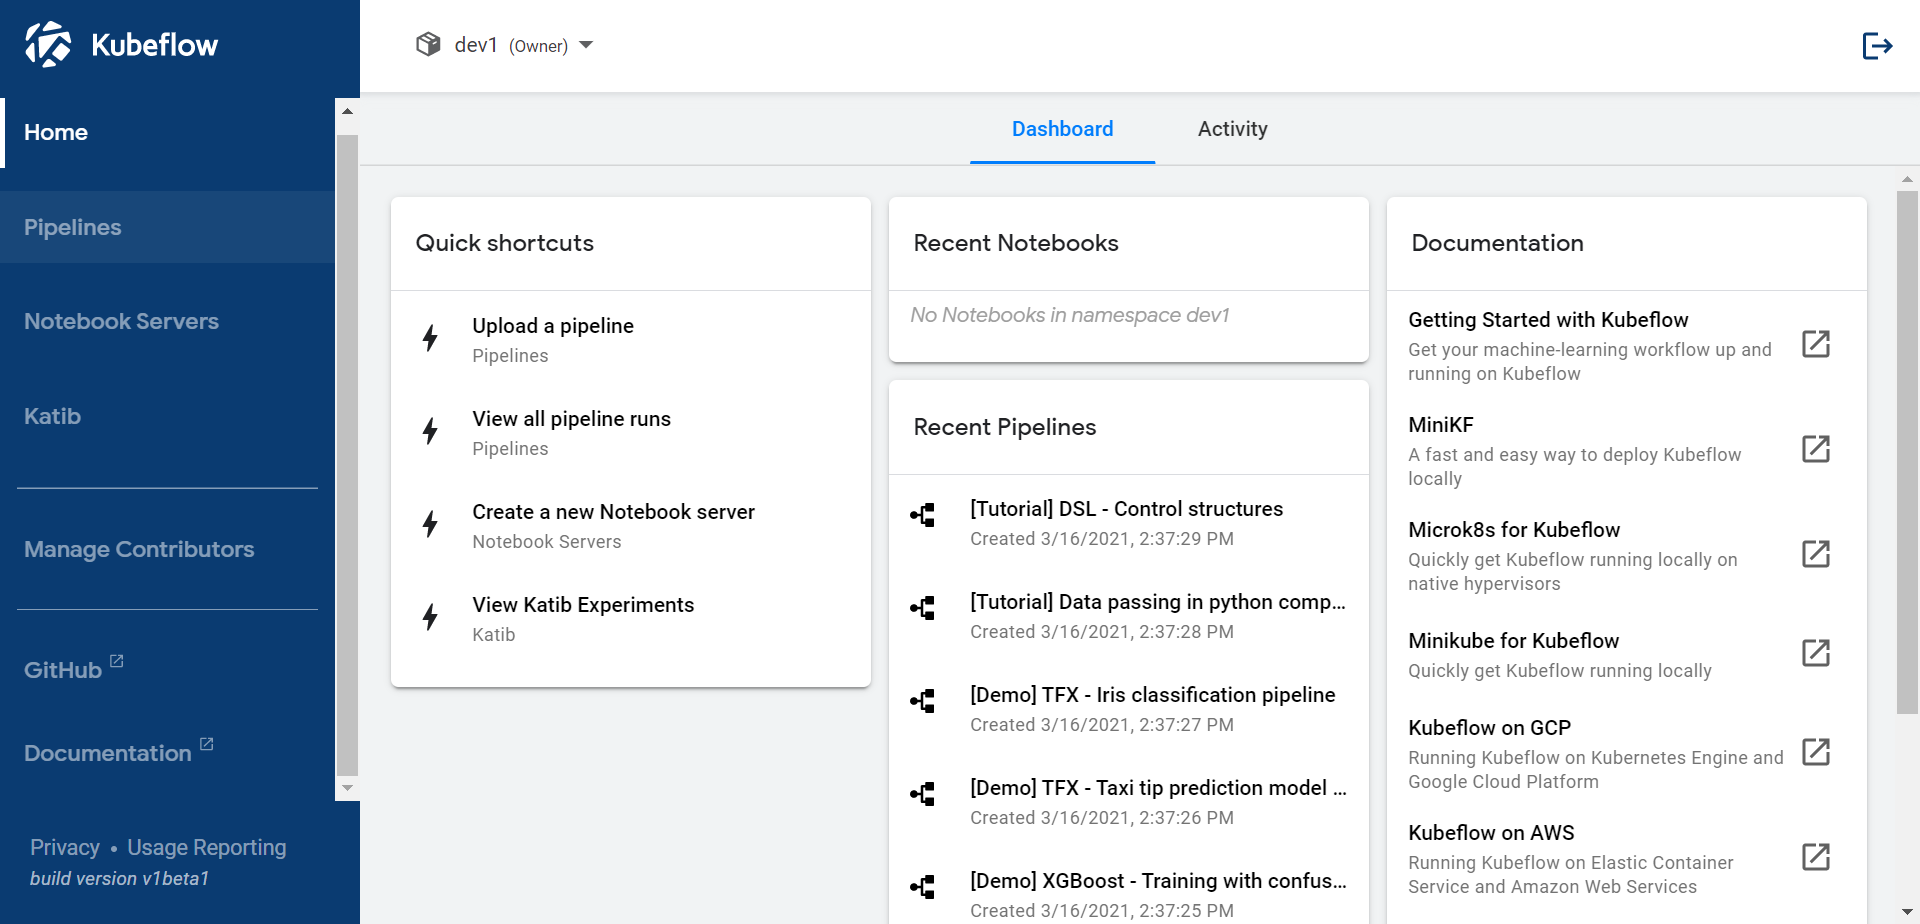 Kubeflow
dev1 (Owner)
Home
Pipelines
Notebook Servers
Katib
Manage Contributors
GitHub
Documentation
Privacy • Usage Reporting
build version v1beta1
Dashboard
Activity
Quick shortcuts
Upload a pipeline
Pipelines
View all pipeline runs
Pipelines
Create a new Notebook server
Notebook Servers
View Katib Experiments
Katib
Recent Notebooks
No Notebooks in namespace dev1
Recent Pipelines
[Tutorial] DSL - Control structures
Created 3/16/2021, 2:37:29 PM
[Tutorial] Data passing in python comp...
Created 3/16/2021, 2:37:28 PM
[Demo] TFX - Iris classification pipeline
Created 3/16/2021, 2:37:27 PM
[Demo] TFX - Taxi tip prediction model ...
Created 3/16/2021, 2:37:26 PM
[Demo] XGBoost - Training with confus...
Created 3/16/2021, 2:37:25 PM
Documentation
Getting Started with Kubeflow
Get your machine-learning workflow up and
running on Kubeflow
MiniKF
A fast and easy way to deploy Kubeflow
locally
Microk8s for Kubeflow
Quickly get Kubeflow running locally on
native hypervisors
Minikube for Kubeflow
Quickly get Kubeflow running locally
Kubeflow on GCP
Running Kubeflow on Kubernetes Engine and
Google Cloud Platform
Kubeflow on AWS
Running Kubeflow on Elastic Container
Service and Amazon Web Services